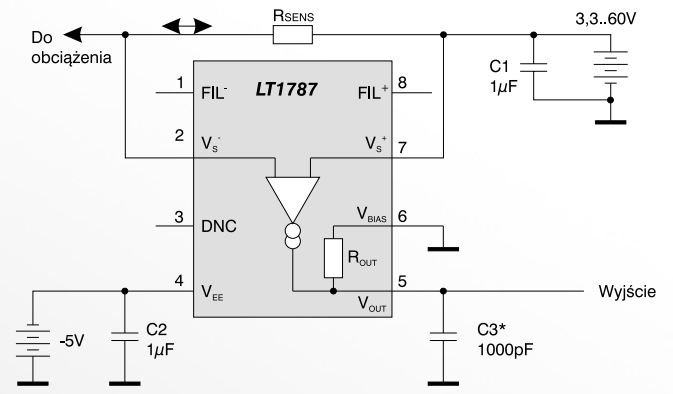 Do
obciążenia
RSENS
3,3..60V
C1
1µF
LT1787
1
FIL-
FIL+
8
2
VS-
VS+
7
3
DNC
VBIAS
6
ROUT
4
VEE
VOUT
5
Wyjście
-5V
C2
1µF
C3*
1000pF